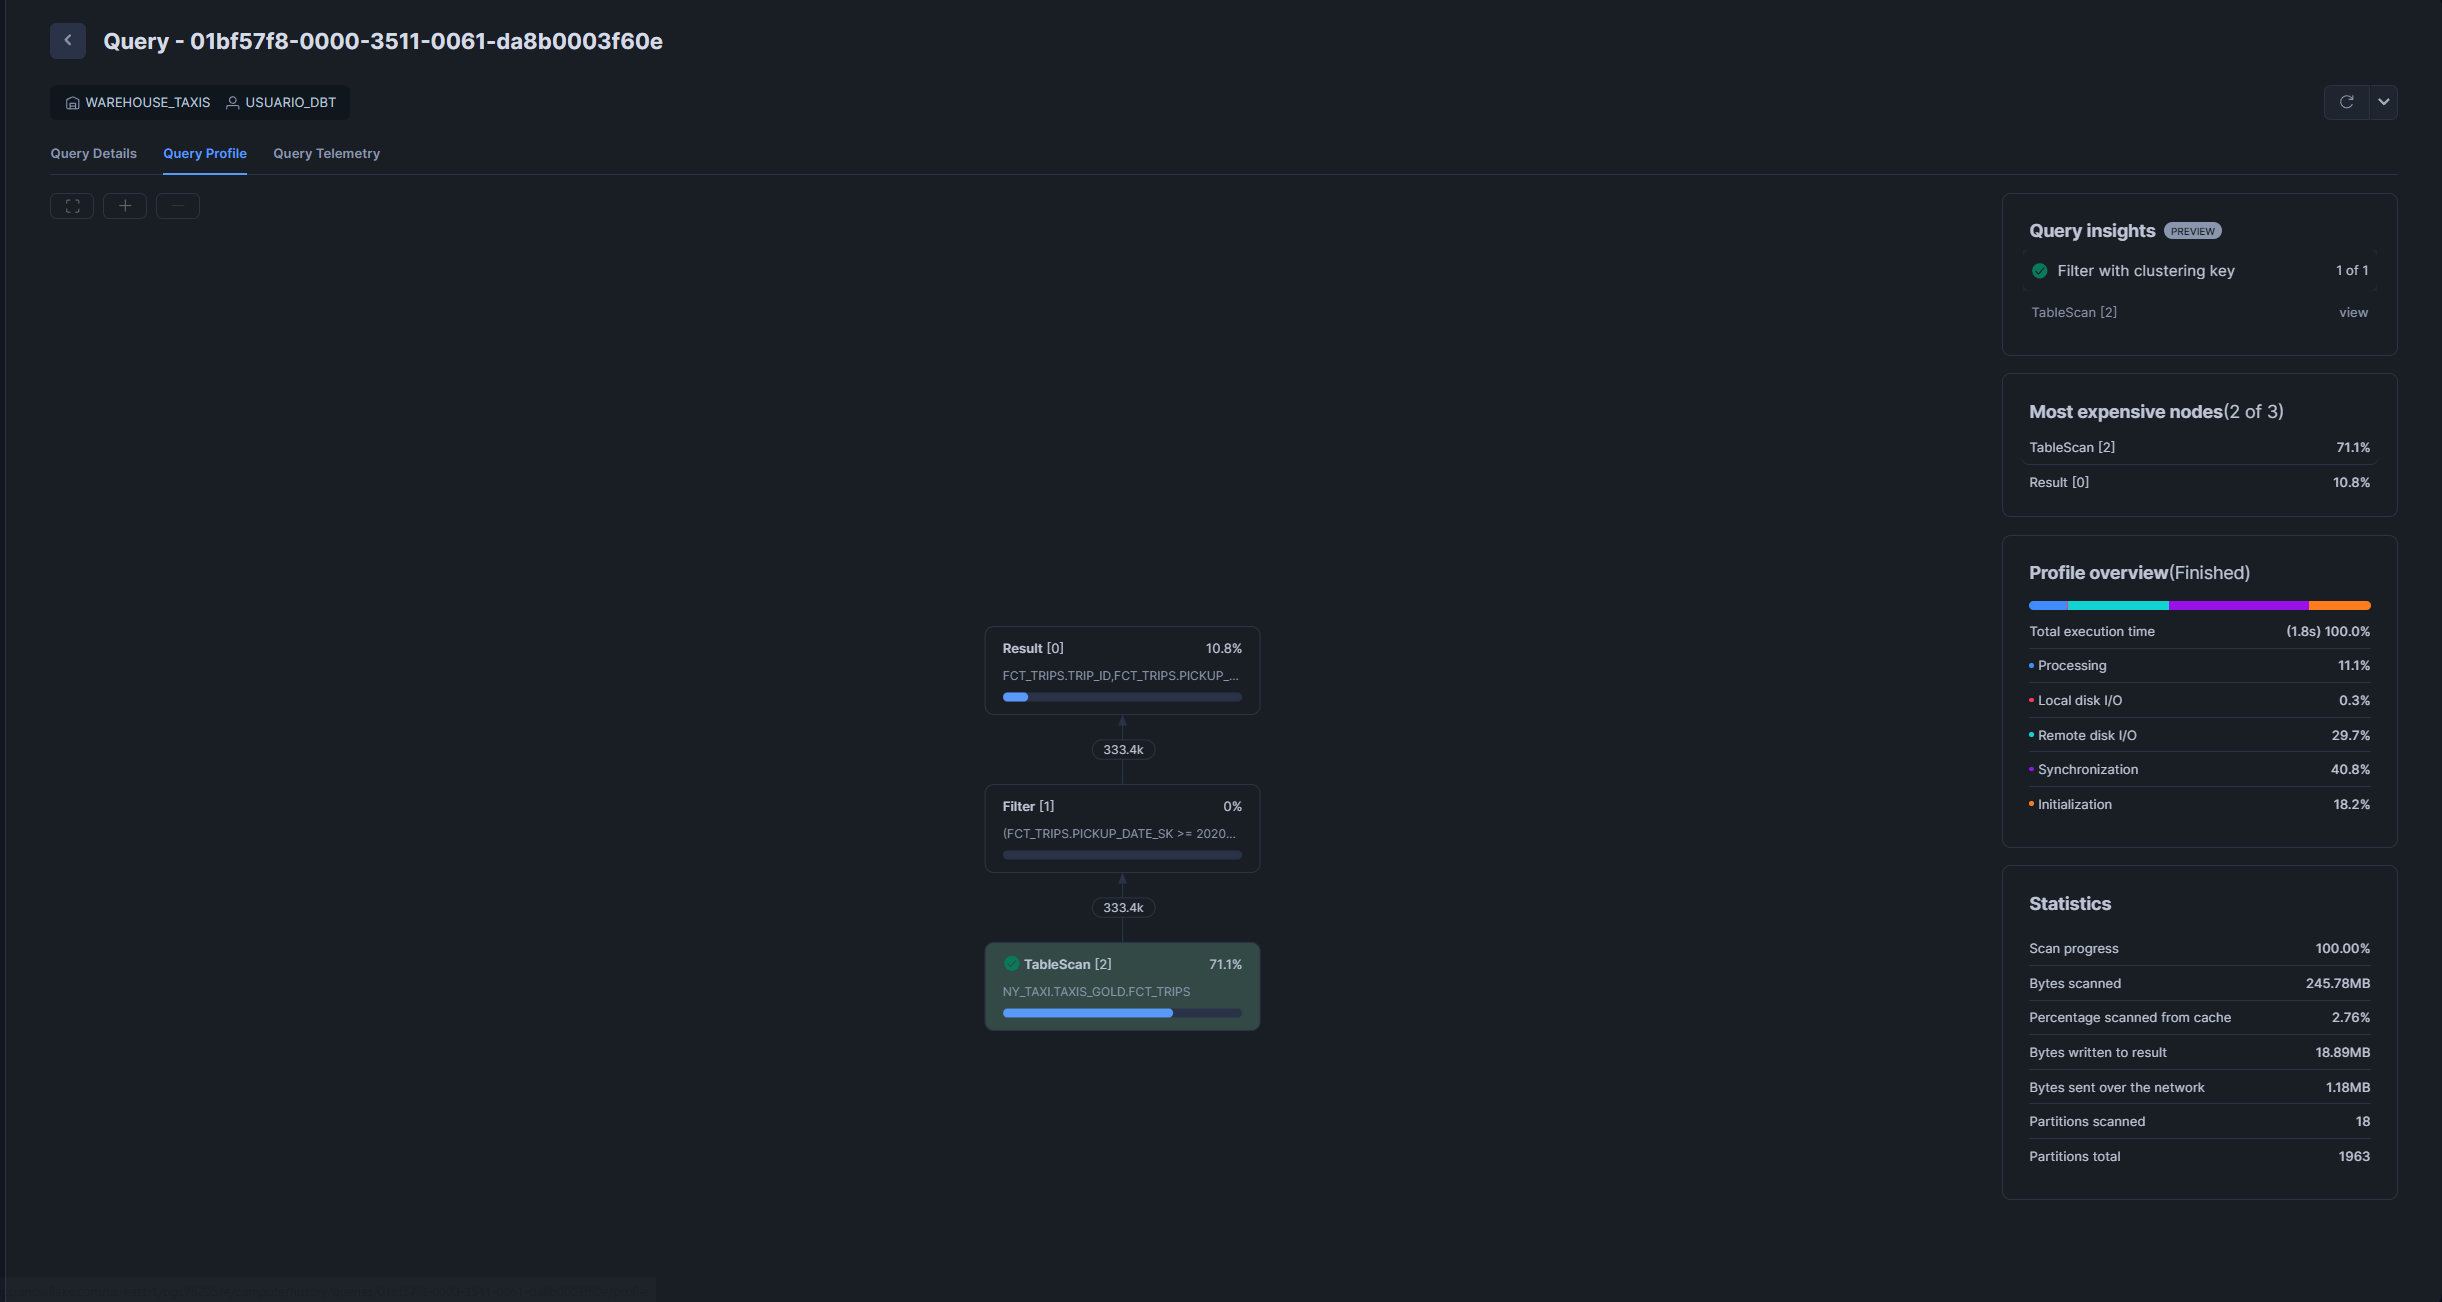 Query - 01bf57f8-0000-3511-0061-da8b0003f60e
WAREHOUSE_TAXIS USUARIO_DBT
Query Details Query Profile Query Telemetry
Query insights PREVIEW
Filter with clustering key 1 of 1
TableScan [2] view
Most expensive nodes(2 of 3)
TableScan [2] 71.1%
Result [0] 10.8%
Profile overview(Finished)
Total execution time (1.8s) 100.0%
Processing 11.1%
Local disk I/O 0.3%
Remote disk I/O 29.7%
Synchronization 40.8%
Initialization 18.2%
Statistics
Scan progress 100.00%
Bytes scanned 245.78MB
Percentage scanned from cache 2.76%
Bytes written to result 18.89MB
Bytes sent over the network 1.18MB
Partitions scanned 18
Partitions total 1963
Result [0] 10.8%
FCT_TRIPS.TRIP_ID,FCT_TRIPS.PICKUP_...
333.4k
Filter [1] 0%
(FCT_TRIPS.PICKUP_DATE_SK >= 2020...
333.4k
TableScan [2] 71.1%
NY_TAXI.TAXIS_GOLD.FCT_TRIPS